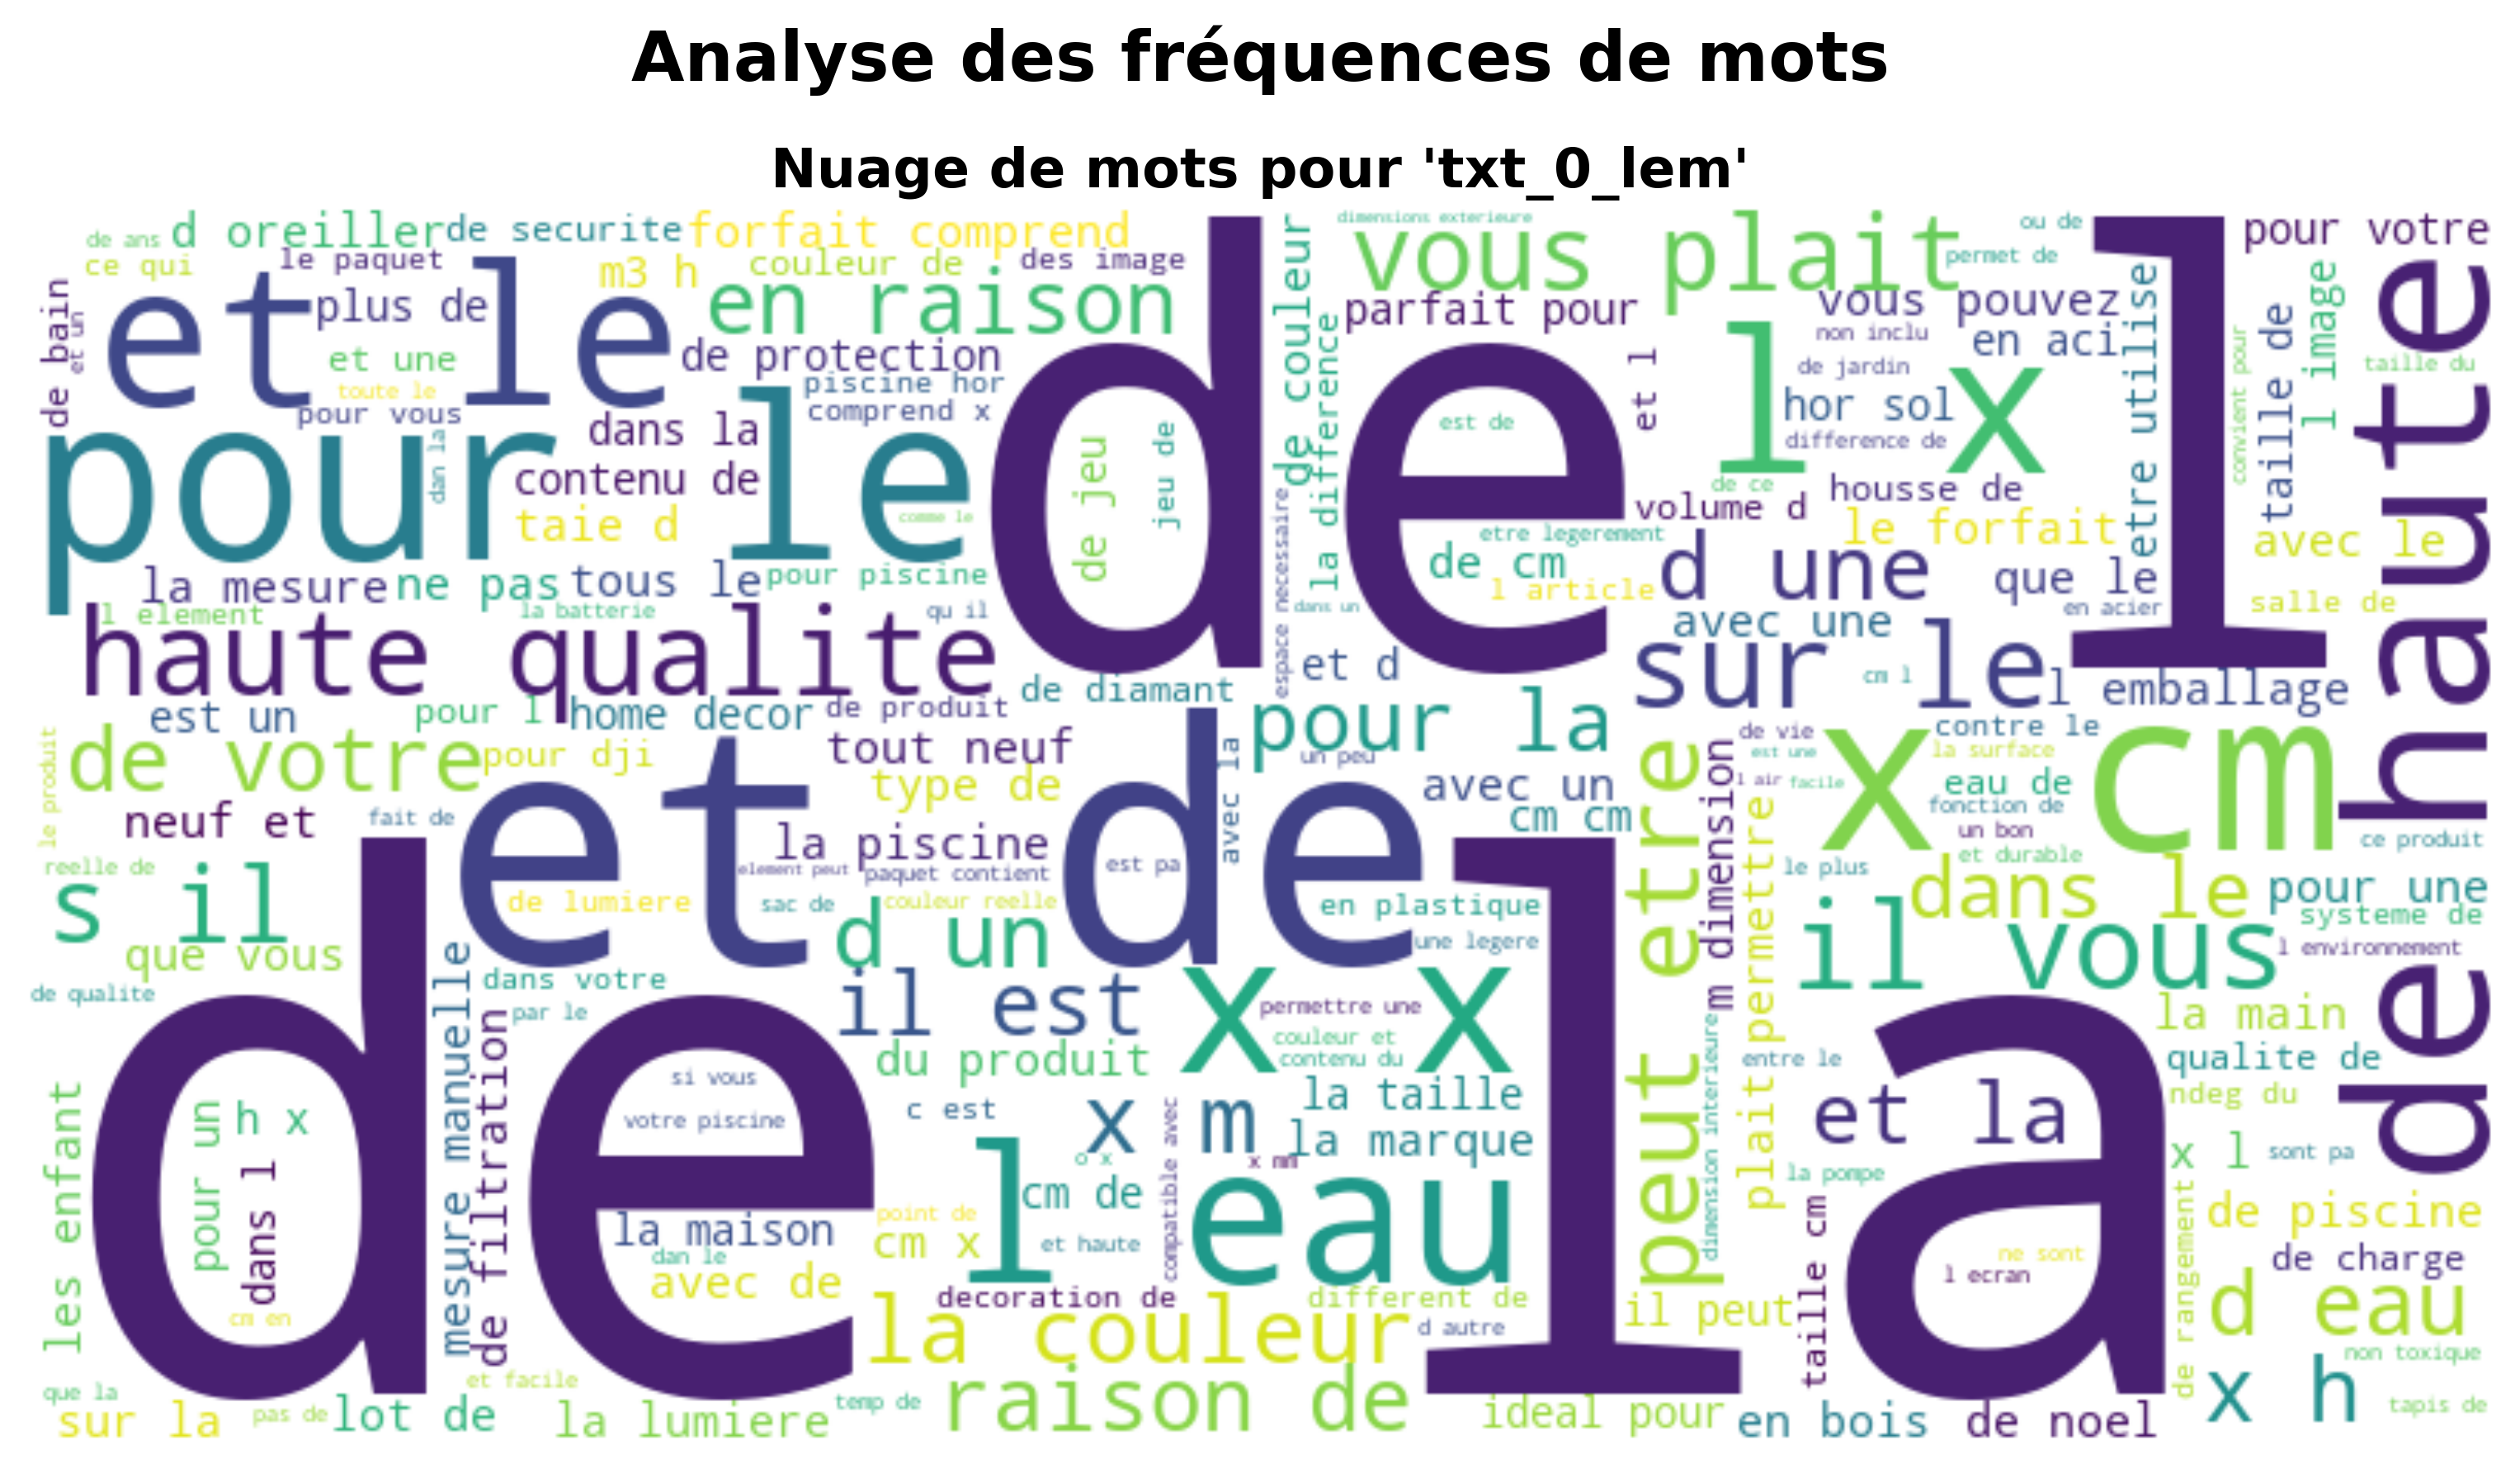 Analyse des fréquences de mots
Nuage de mots pour 'txt_0_lem'
de ans
d oreiller
de securite
forfait comprend
dimensions exterieure
vous plait
ou de
pour votre
ce qui
le paquet
m3 h
couleur de
des image
de couleur
permet de
de bain
et un
et le
plus de
en raison
parfait pour
vous pouvez
être utilise
l image
de haute
et une
de protection
la difference
non inclu
en aci
convient pour
taille de
taille du
toute le
piscine hor
et l
l x
de jardin
pour vous
comprend x
hor sol
pour le
dan la
dans la
de l
est de
difference de
de jeu
jeu de
contenu de
de ce
housse de
taie d
comme le
espace necessaire
volume d
etre legerement
le forfait
avec le
la mesure
ne pas
tous le
pour piscine
de cm
l article
d une
que le
l element
la batterie
qu il
dans un
avec une
en acier
salle de
haute qualite
et d
sur le
cm l
l emballage
est un
pour l
home decor
de produit
de diamant
pour la
de vie
contre le
x cm
le produit
de votre
pour dji
tout neuf
avec la
un peu
est une
la surface
type de
avec un
l air
facile
eau de
neuf et
fait de
et de
cm cm
m dimension
fonction de
un bon
ce produit
la piscine
peut etre
plait permettre
et durable
reelle de
element peut
paquet contient
est pa
le plus
dans le
pour une
s il
de lumiere
sac de
couleur reelle
en plastique
systeme de
que vous
d un
une legere
il vous
l environnement
de la
mesure manuelle
dans votre
de qualite
de filtration
par le
il est
x x
permettre une
la main
couleur et
du produit
contenu du
dimension interieure
entre le
qualite de
si vous
la taille
ndeg du
les enfant
pour un
h x
votre piscine
c est
x m
compatible avec
la marque
et la
o x
x mm
x l
sont pa
dans l
l eau
cm de
la pompe
de rangement
la maison
point de
taille cm
de piscine
dan le
cm x
et haute
ne sont
de charge
avec de
l ecran
cm en
decoration de
different de
il peut
d eau
la couleur
d autre
non toxique
que la
et facile
x h
sur la
pas de
lot de
la lumiere
temp de
raison de
ideal pour
en bois
de noel
tapis de